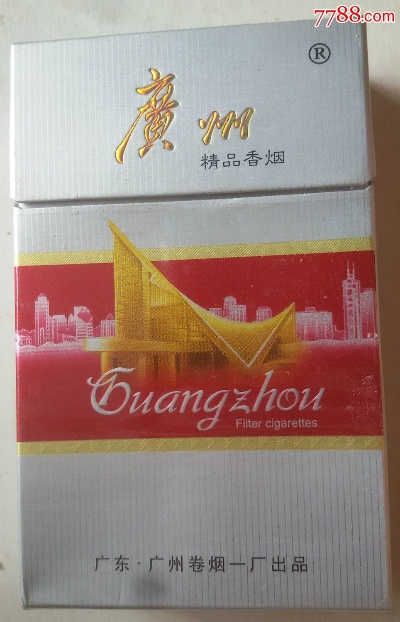 7788.com
®
廣州
精品香烟
Guangzhou
Filter cigarettes
广东·广州卷烟一厂出品